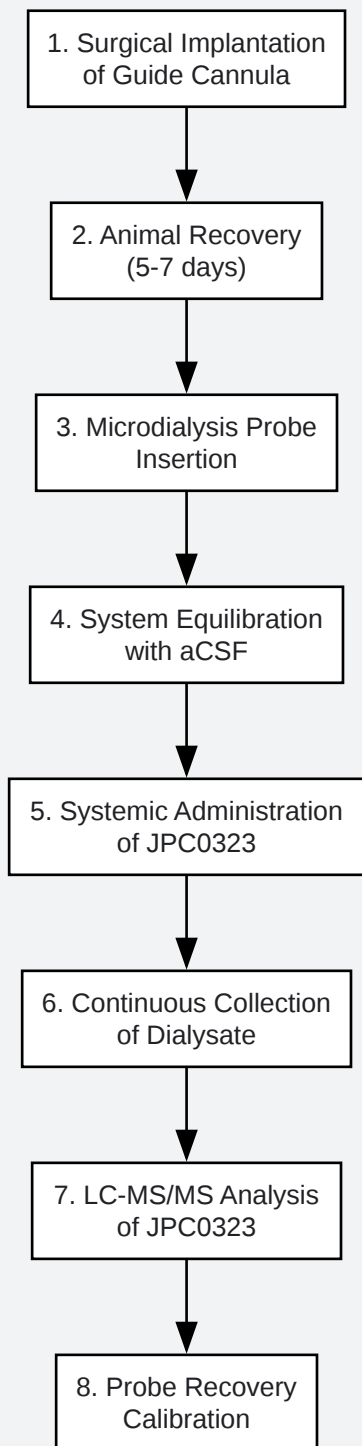 1. Surgical Implantation
of Guide Cannula
2. Animal Recovery
(5-7 days)
3. Microdialysis Probe
Insertion
4. System Equilibration
with aCSF
5. Systemic Administration
of JPC0323
6. Continuous Collection
of Dialysate
7. LC-MS/MS Analysis
of JPC0323
8. Probe Recovery
Calibration